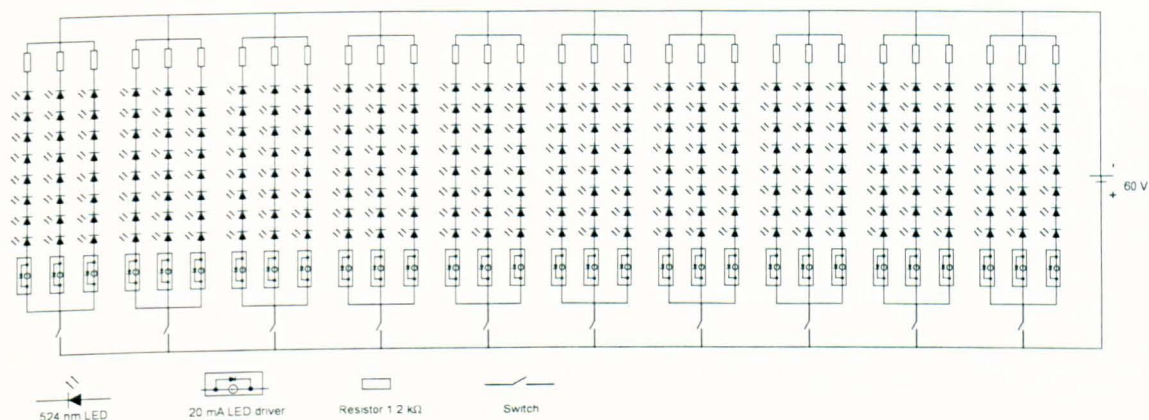 -
60 V
+
524 nm LED
20 mA LED driver
Resistor 1.2 kΩ
Switch